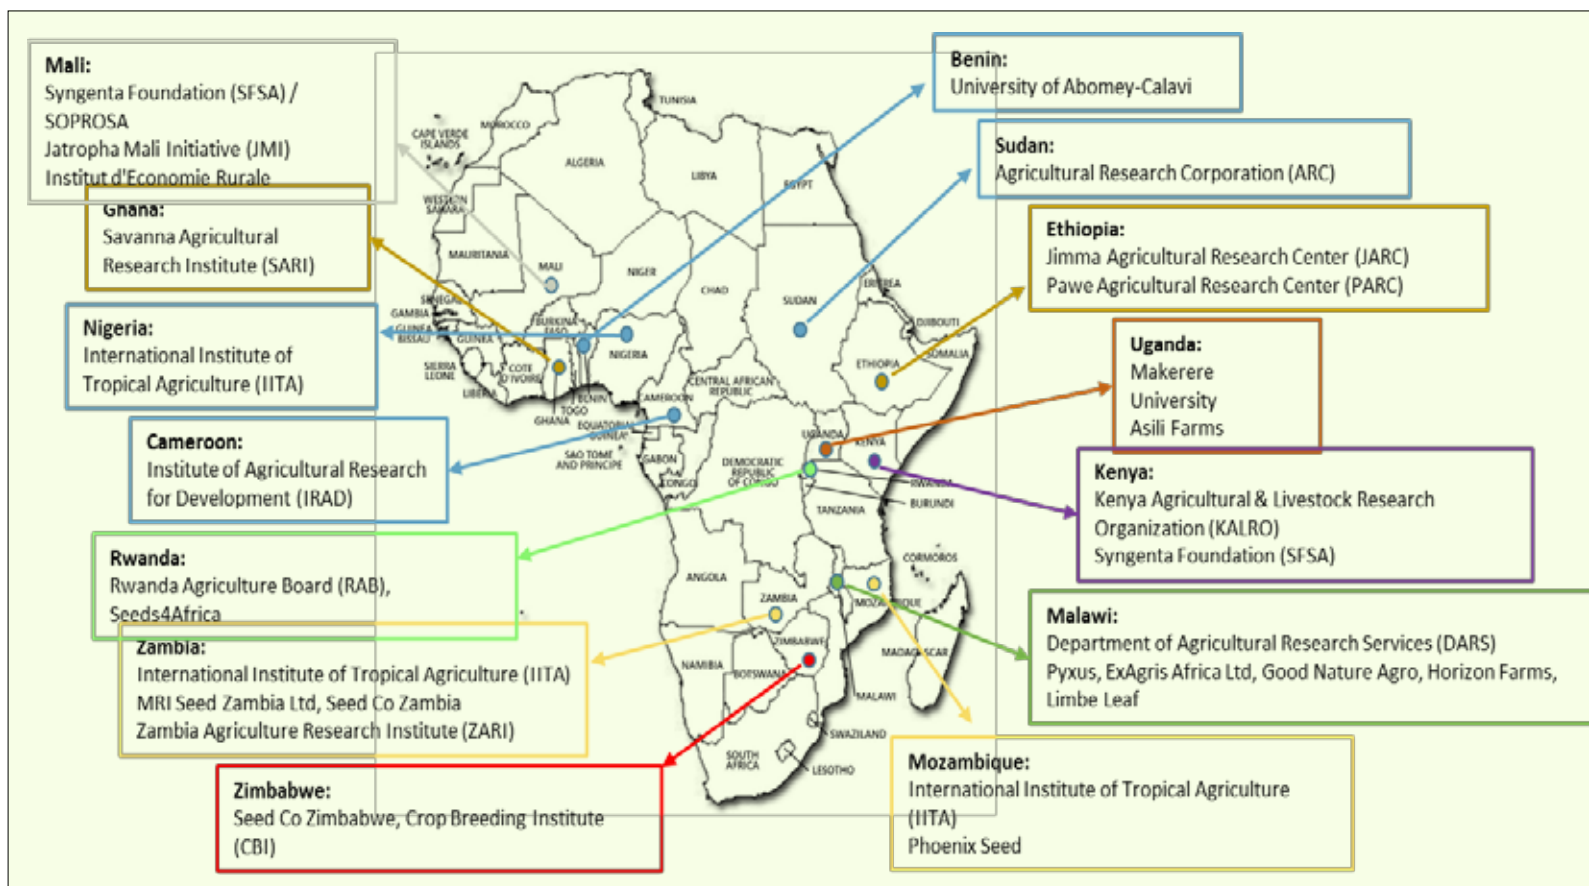 Mali:
Syngenta Foundation (SFSA) /
SOPROSA
Jatropha Mali Initiative (JMI)
Institut d'Economie Rurale
Ghana:
Savanna Agricultural
Research Institute (SARI)
Nigeria:
International Institute of
Tropical Agriculture (IITA)
Cameroon:
Institute of Agricultural Research
for Development (IRAD)
Rwanda:
Rwanda Agriculture Board (RAB),
Seeds4Africa
Zambia:
International Institute of Tropical Agriculture (IITA)
MRI Seed Zambia Ltd, Seed Co Zambia
Zambia Agriculture Research Institute (ZARI)
Zimbabwe:
Seed Co Zimbabwe, Crop Breeding Institute
(CBI)
Benin:
University of Abomey-Calavi
Sudan:
Agricultural Research Corporation (ARC)
Ethiopia:
Jimma Agricultural Research Center (JARC)
Pawe Agricultural Research Center (PARC)
Uganda:
Makerere
University
Asili Farms
Kenya:
Kenya Agricultural & Livestock Research
Organization (KALRO)
Syngenta Foundation (SFSA)
Malawi:
Department of Agricultural Research Services (DARS)
Pyxus, ExAgris Africa Ltd, Good Nature Agro, Horizon Farms,
Limbe Leaf
Mozambique:
International Institute of Tropical Agriculture
(IITA)
Phoenix Seed
TUNISIA
MOROCCO
CAPE VERDE
ISLANDS
ALGERIA
LIBYA
EGYPT
WESTERN
SAHARA
MAURITANIA
MALI
NIGER
CHAD
SUDAN
ERITREA
DJIBOUTI
SENEGAL
GAMBIA
GUINEA
BISSAU
GUINEA
BURKINA
FASO
NIGERIA
SOMALIA
ETHIOPIA
SIERRA
LEONE
LIBERIA
COTE
D'IVOIRE
GHANA
TOGO
BENIN
CENTRAL AFRICAN
REPUBLIC
CAMEROON
EQUATORIAL
GUINEA
SAO TOME
AND PRINCIPE
GABON
CONGO
DEMOCRATIC
REPUBLIC
OF CONGO
UGANDA
KENYA
RWANDA
BURUNDI
TANZANIA
CORMOROS
ANGOLA
ZAMBIA
MOZAMBIQUE
ZIMBABWE
MADAGASCAR
NAMIBIA
BOTSWANA
MALAWI
SWAZILAND
SOUTH
AFRICA
LESOTHO